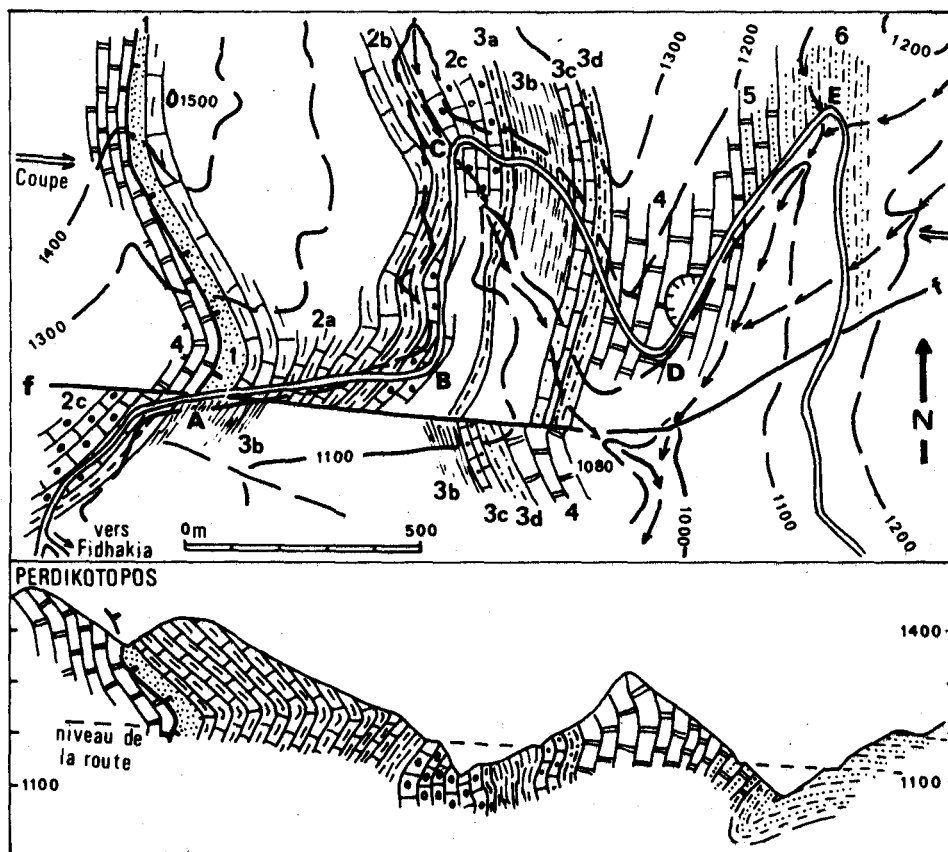 1
2b
3a
6
1200
2c
3b
3c
3d
1300
1200
1500
5
E
C
Coupe
4
1400
1300
2a
4
1
D
f
B
f
2c
A
3b
1100
1080
N
3b
3c
3d
4
1000
1100
1200
vers
Fidhakia
0m
500
PERDIKOTOPOS
1400
niveau de
la route
1100
1100